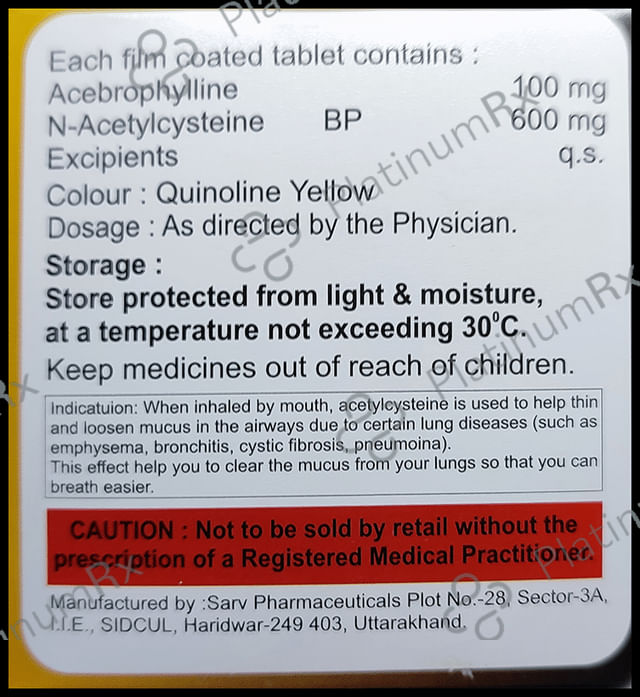 Each film coated tablet contains :
Acebrophylline 100 mg
N-Acetylcysteine BP 600 mg
Excipients q.s.
Colour : Quinoline Yellow
Dosage : As directed by the Physician.
Storage :
Store protected from light & moisture,
at a temperature not exceeding 30⁰C.
Keep medicines out of reach of children.
Indicatuion: When inhaled by mouth, acetylcysteine is used to help thin
and loosen mucus in the airways due to certain lung diseases (such as
emphysema, bronchitis, cystic fibrosis, pneumoina).
This effect help you to clear the mucus from your lungs so that you can
breath easier.
CAUTION : Not to be sold by retail without the
prescription of a Registered Medical Practitioner.
Manufactured by :Sarv Pharmaceuticals Plot No.-28, Sector-3A,
I.I.E., SIDCUL, Haridwar-249 403, Uttarakhand.
PlatinumRx
PlatinumRx
PlatinumRx